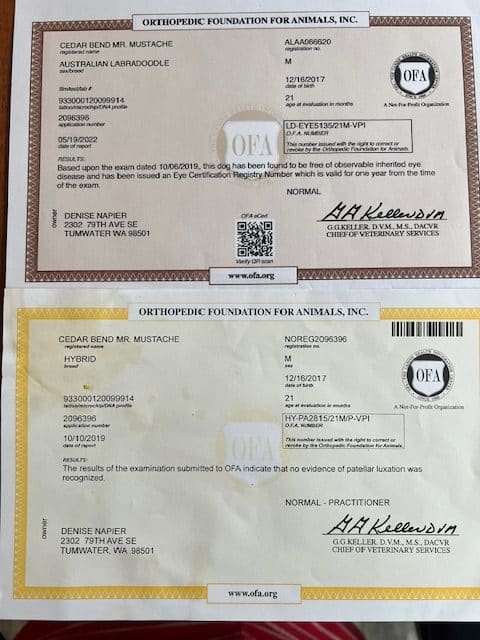 ORTHOPEDIC FOUNDATION FOR ANIMALS, INC.
CEDAR BEND MR. MUSTACHE
registered name
ALAA066620
registration no.
AUSTRALIAN LABRADOODLE
sex/breed
M
12/16/2017
date of birth
film/test/lab #
933000120099914
tattoo/microchip/DNA profile
21
age at evaluation in months
2096396
application number
LD-EYE5135/21M-VPI
O.F.A. NUMBER
This number issued with the right to correct or
revoke by the Orthopedic Foundation for Animals.
05/19/2022
date of report
OFA
A Not-For-Profit Organization
OFA
RESULTS:
Based upon the exam dated 10/06/2019, this dog has been found to be free of observable inherited eye
disease and has been issued an Eye Certification Registry Number which is valid for one year from the time
of the exam.
NORMAL
OWNER
DENISE NAPIER
2302 79TH AVE SE
TUMWATER WA 98501
OFA eCert
Verify QR scan
GG Keller DVM
G.G.KELLER. D.V.M., M.S., DACVR
CHIEF OF VETERINARY SERVICES
www.ofa.org
ORTHOPEDIC FOUNDATION FOR ANIMALS, INC.
CEDAR BEND MR. MUSTACHE
registered name
NOREG2096396
registration no.
HYBRID
breed
M
sex
12/16/2017
date of birth
933000120099914
tattoo/microchip/DNA profile
21
age at evaluation in months
2096396
application number
HY-PA2815/21M/P-VPI
O.F.A. NUMBER
This number issued with the right to correct or
revoke by the Orthopedic Foundation for Animals.
10/10/2019
date of report
OFA
A Not-For-Profit Organization
OFA
RESULTS:
The results of the examination submitted to OFA indicate that no evidence of patellar luxation was
recognized.
NORMAL - PRACTITIONER
OWNER
DENISE NAPIER
2302 79TH AVE SE
TUMWATER, WA 98501
GG Keller DVM
G.G.KELLER. D.V.M., M.S., DACVR
CHIEF OF VETERINARY SERVICES
www.ofa.org